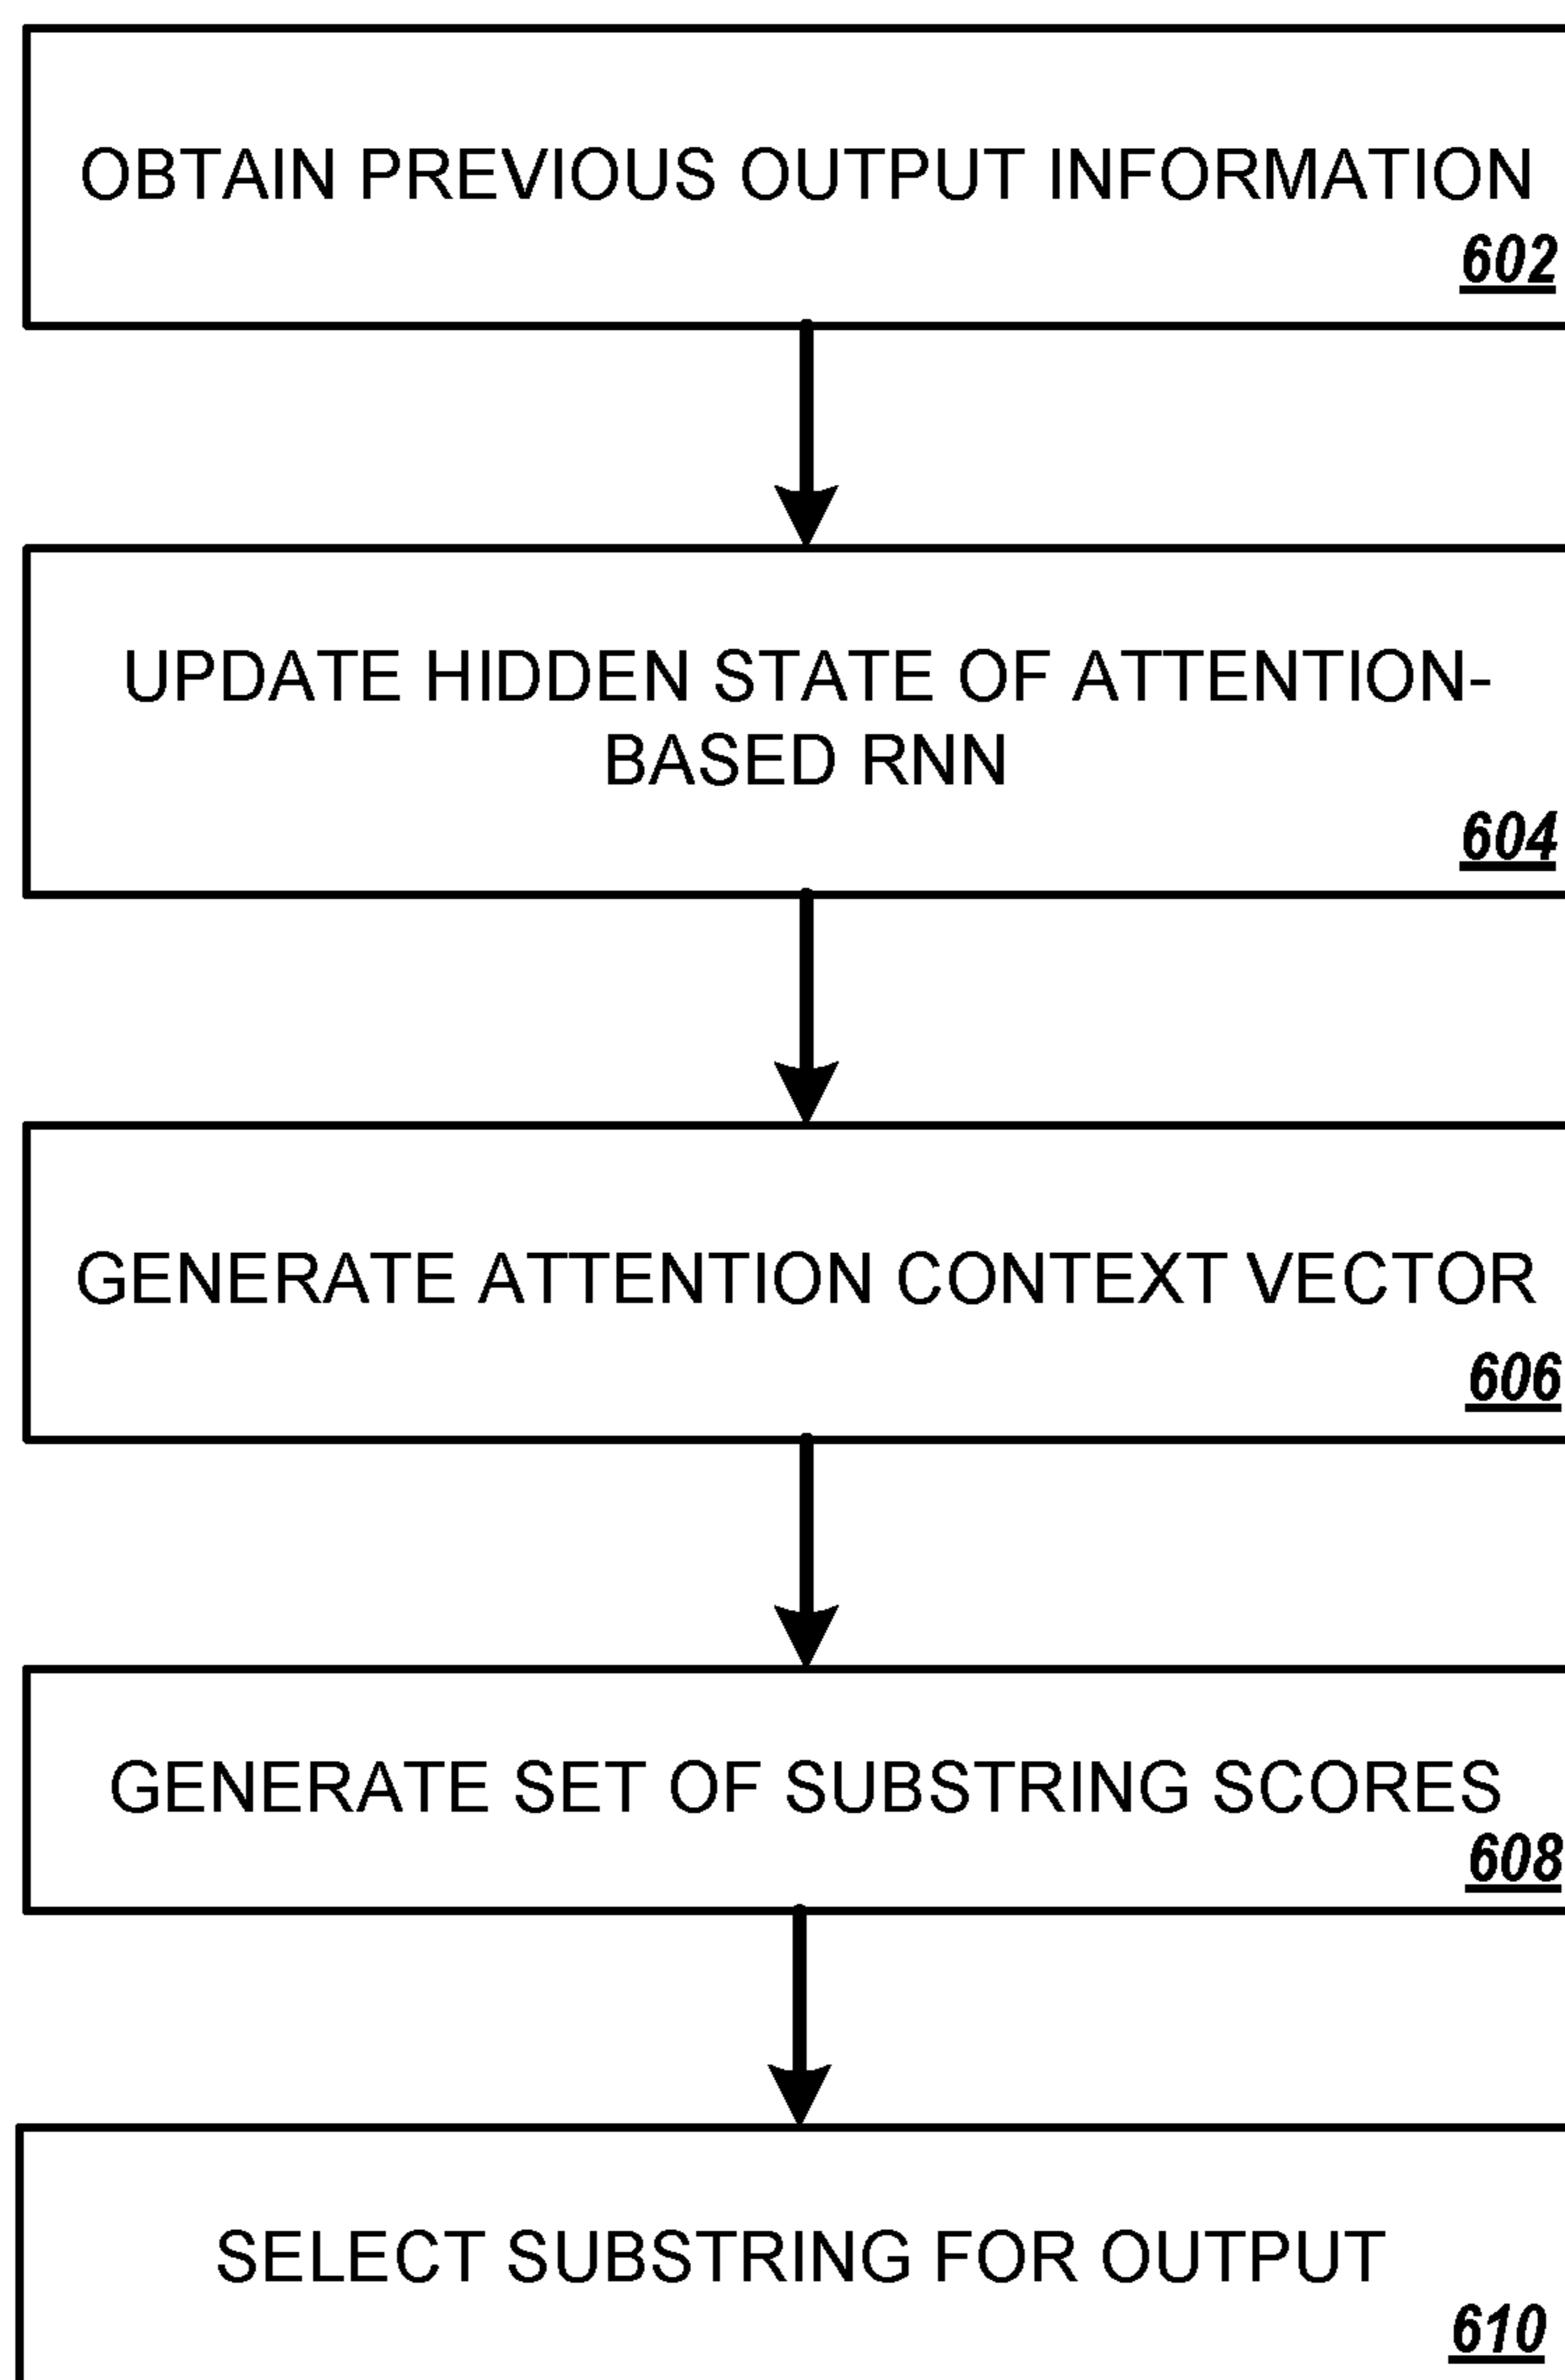 OBTAIN PREVIOUS OUTPUT INFORMATION
602
UPDATE HIDDEN STATE OF ATTENTION-
BASED RNN
604
GENERATE ATTENTION CONTEXT VECTOR
606
GENERATE SET OF SUBSTRING SCORES
608
SELECT SUBSTRING FOR OUTPUT
610